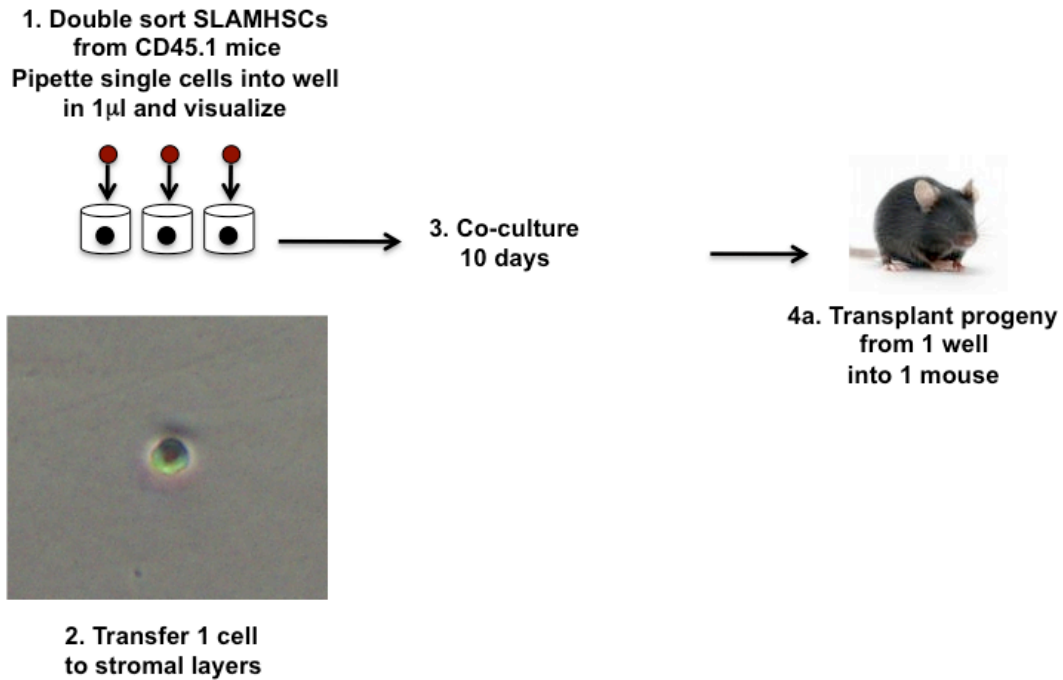 1. Double sort SLAMHSCs
from CD45.1 mice
Pipette single cells into well
in 1µl and visualize
3. Co-culture
10 days
4a. Transplant progeny
from 1 well
into 1 mouse
2. Transfer 1 cell
to stromal layers